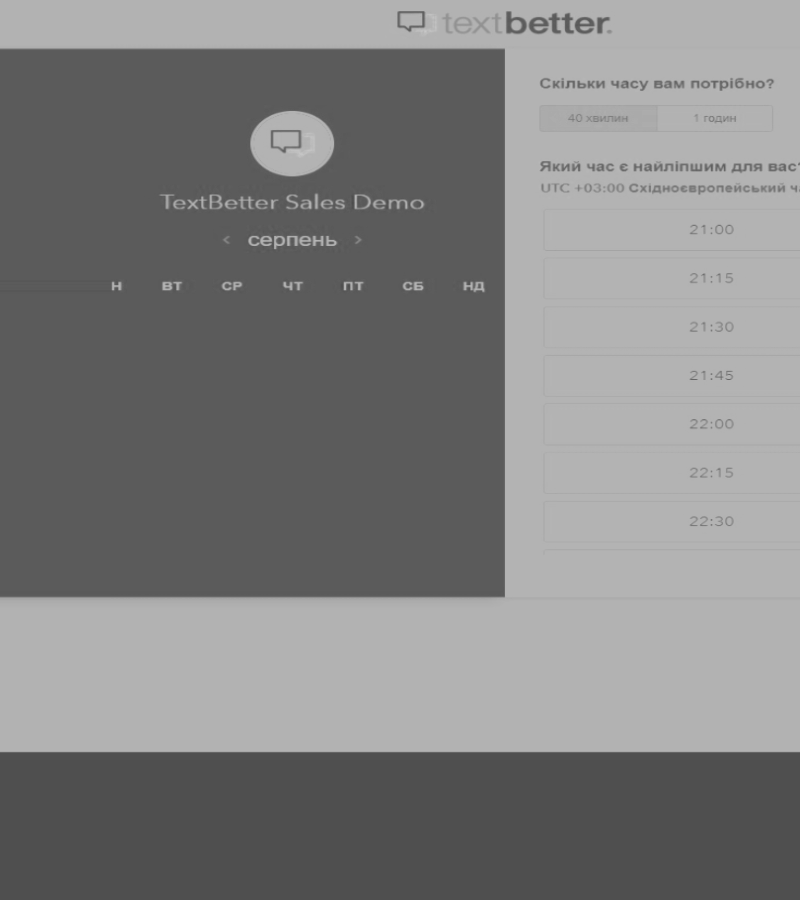 textbetter.
TextBetter Sales Demo
< серпень >
Н ВТ СР ЧТ ПТ СБ НД
Скільки часу вам потрібно?
40 хвилин 1 годин
Який час є найліпшим для вас?
UTC +03:00 Східноєвропейський ч
21:00
21:15
21:30
21:45
22:00
22:15
22:30